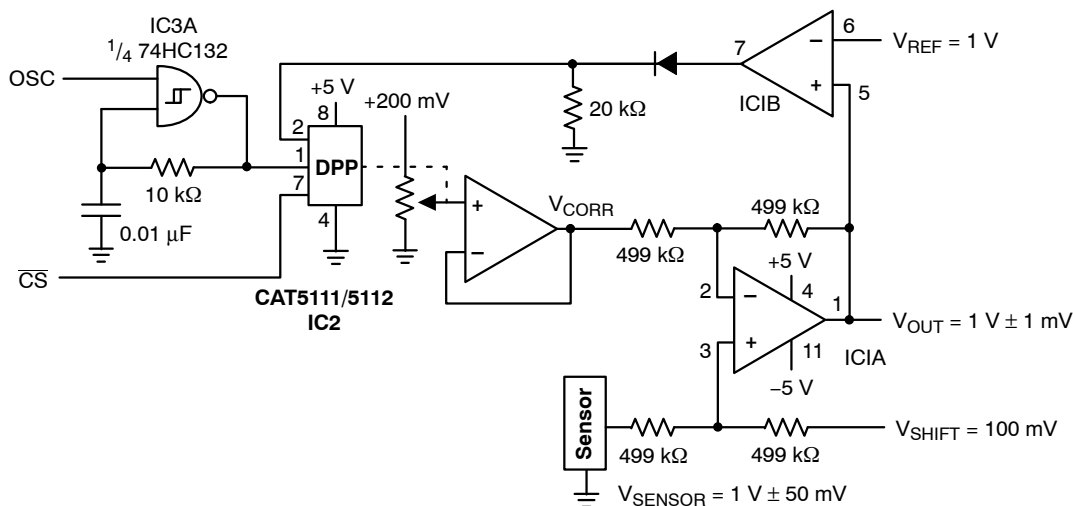 IC3A
1/4 74HC132
OSC
+5 V
+200 mV
8
2
1
7
DPP
4
10 kΩ
0.01 μF
CS
CAT5111/5112
IC2
20 kΩ
7
6
5
−
+
ICIB
VREF = 1 V
+
−
VCORR
499 kΩ
499 kΩ
+5 V
2
4
1
−
+
3
11
−5 V
ICIA
VOUT = 1 V ± 1 mV
Sensor
499 kΩ
499 kΩ
VSHIFT = 100 mV
VSENSOR = 1 V ± 50 mV